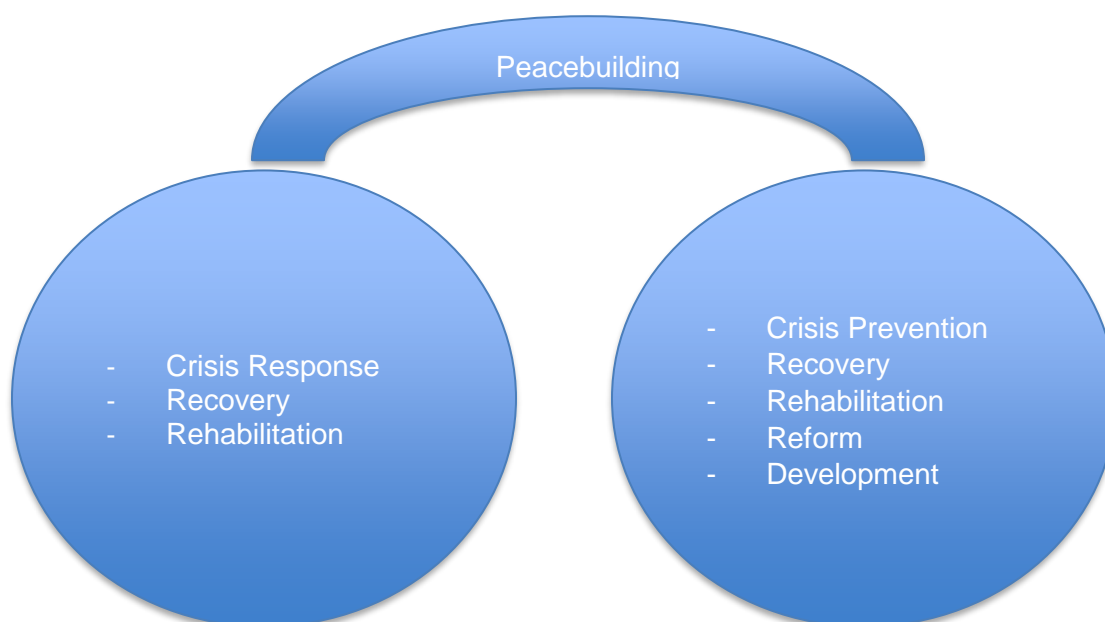 Peacebuilding
- Crisis Response
- Recovery
- Rehabilitation
- Crisis Prevention
- Recovery
- Rehabilitation
- Reform
- Development